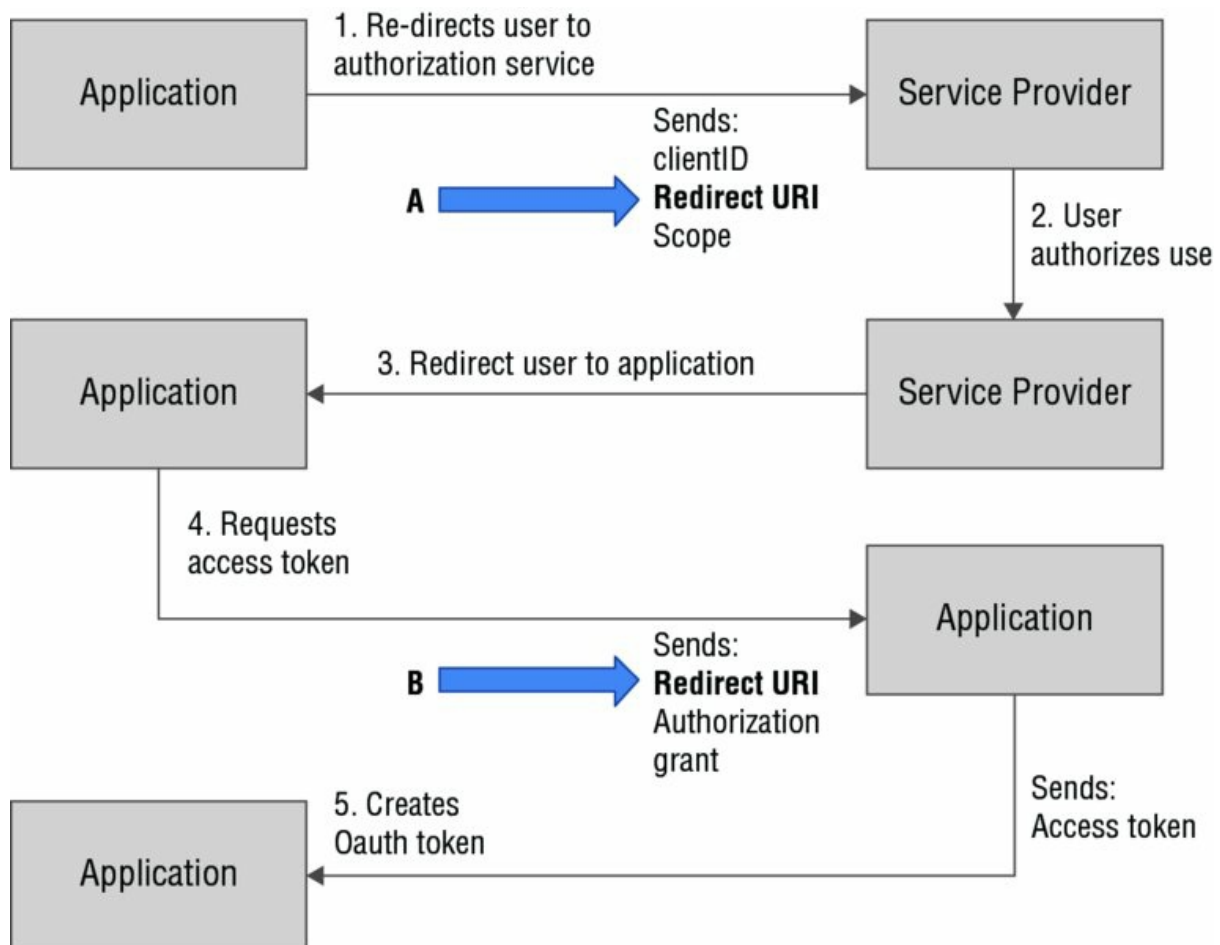 1. Re-directs user to
authorization service
Application
Service Provider
Sends:
clientID
A
Redirect URI
Scope
2. User
authorizes use
3. Redirect user to application
Application
Service Provider
4. Requests
access token
Application
Sends:
B
Redirect URI
Authorization
grant
5. Creates
Oauth token
Sends:
Access token
Application